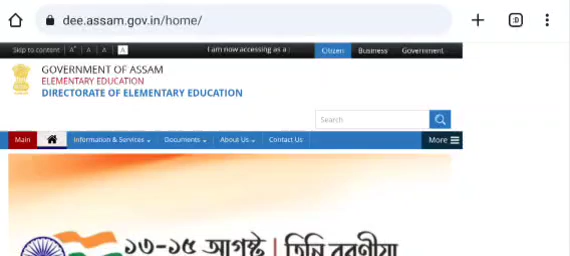 dee.assam.gov.in/home/ :D
Skip to content A+ A A A I am now accessing as a Citizen Business Government
GOVERNMENT OF ASSAM
ELEMENTARY EDUCATION
DIRECTORATE OF ELEMENTARY EDUCATION
Search
Main Information & Services Documents About Us Contact Us More
১৩-১৫ আগষ্ট | তিনি বৰণীয়া